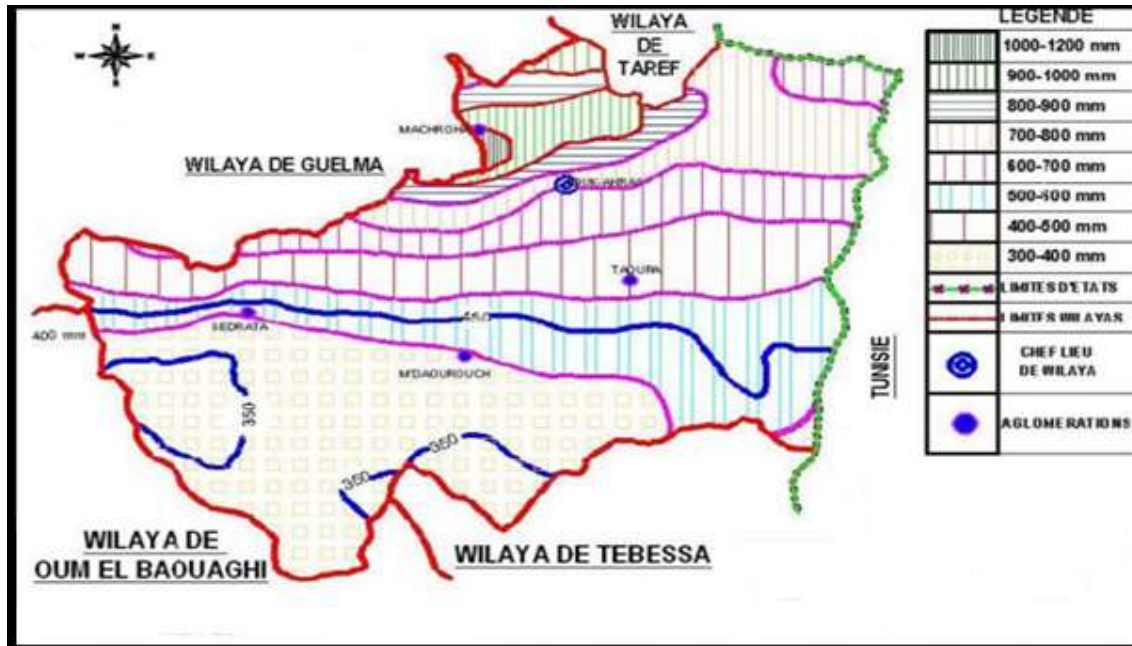 N
W
E
S
WILAYA
DE
TAREF
MACHROHA
WILAYA DE GUELMA
TAOURA
450
SEDRATA
400 mm
M'DAOUROUCH
TUNISIE
350
350
350
WILAYA DE
OUM EL BAOUAGHI
WILAYA DE TEBESSA
LEGENDE
1000-1200 mm
900-1000 mm
800-900 mm
700-800 mm
600-700 mm
500-600 mm
400-500 mm
300-400 mm
LIMITES D'ETATS
LIMITES WILAYAS
CHEF LIEU
DE WILAYA
AGLOMERATIONS